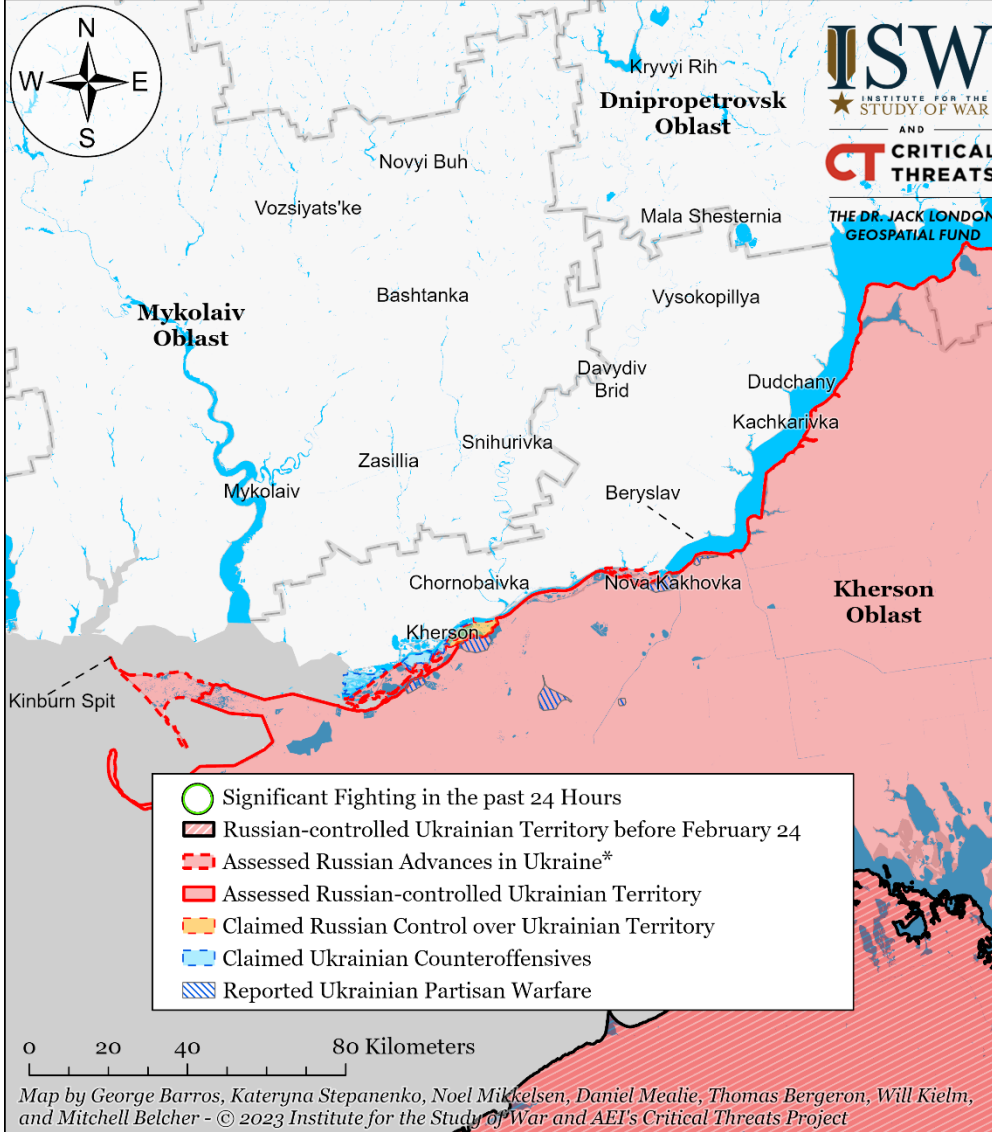 N
W E
S
ISW
INSTITUTE FOR THE
STUDY OF WAR
AND
CT CRITICAL
THREATS
THE DR. JACK LONDON
GEOSPATIAL FUND
Kryvyi Rih
Dnipropetrovsk
Oblast
Novyi Buh
Vozsiyats'ke
Mala Shesternia
Bashtanka
Vysokopillya
Mykolaiv
Oblast
Davydiv
Brid
Dudchany
Kachkarivka
Snihurivka
Zasillia
Mykolaiv
Beryslav
Chornobaivka
Nova Kakhovka
Kherson
Oblast
Kherson
Kinburn Spit
Significant Fighting in the past 24 Hours
Russian-controlled Ukrainian Territory before February 24
Assessed Russian Advances in Ukraine*
Assessed Russian-controlled Ukrainian Territory
Claimed Russian Control over Ukrainian Territory
Claimed Ukrainian Counteroffensives
Reported Ukrainian Partisan Warfare
0 20 40 80 Kilometers
Map by George Barros, Kateryna Stepanenko, Noel Mikkelsen, Daniel Mealie, Thomas Bergeron, Will Kielm,
and Mitchell Belcher - © 2023 Institute for the Study of War and AEI's Critical Threats Project